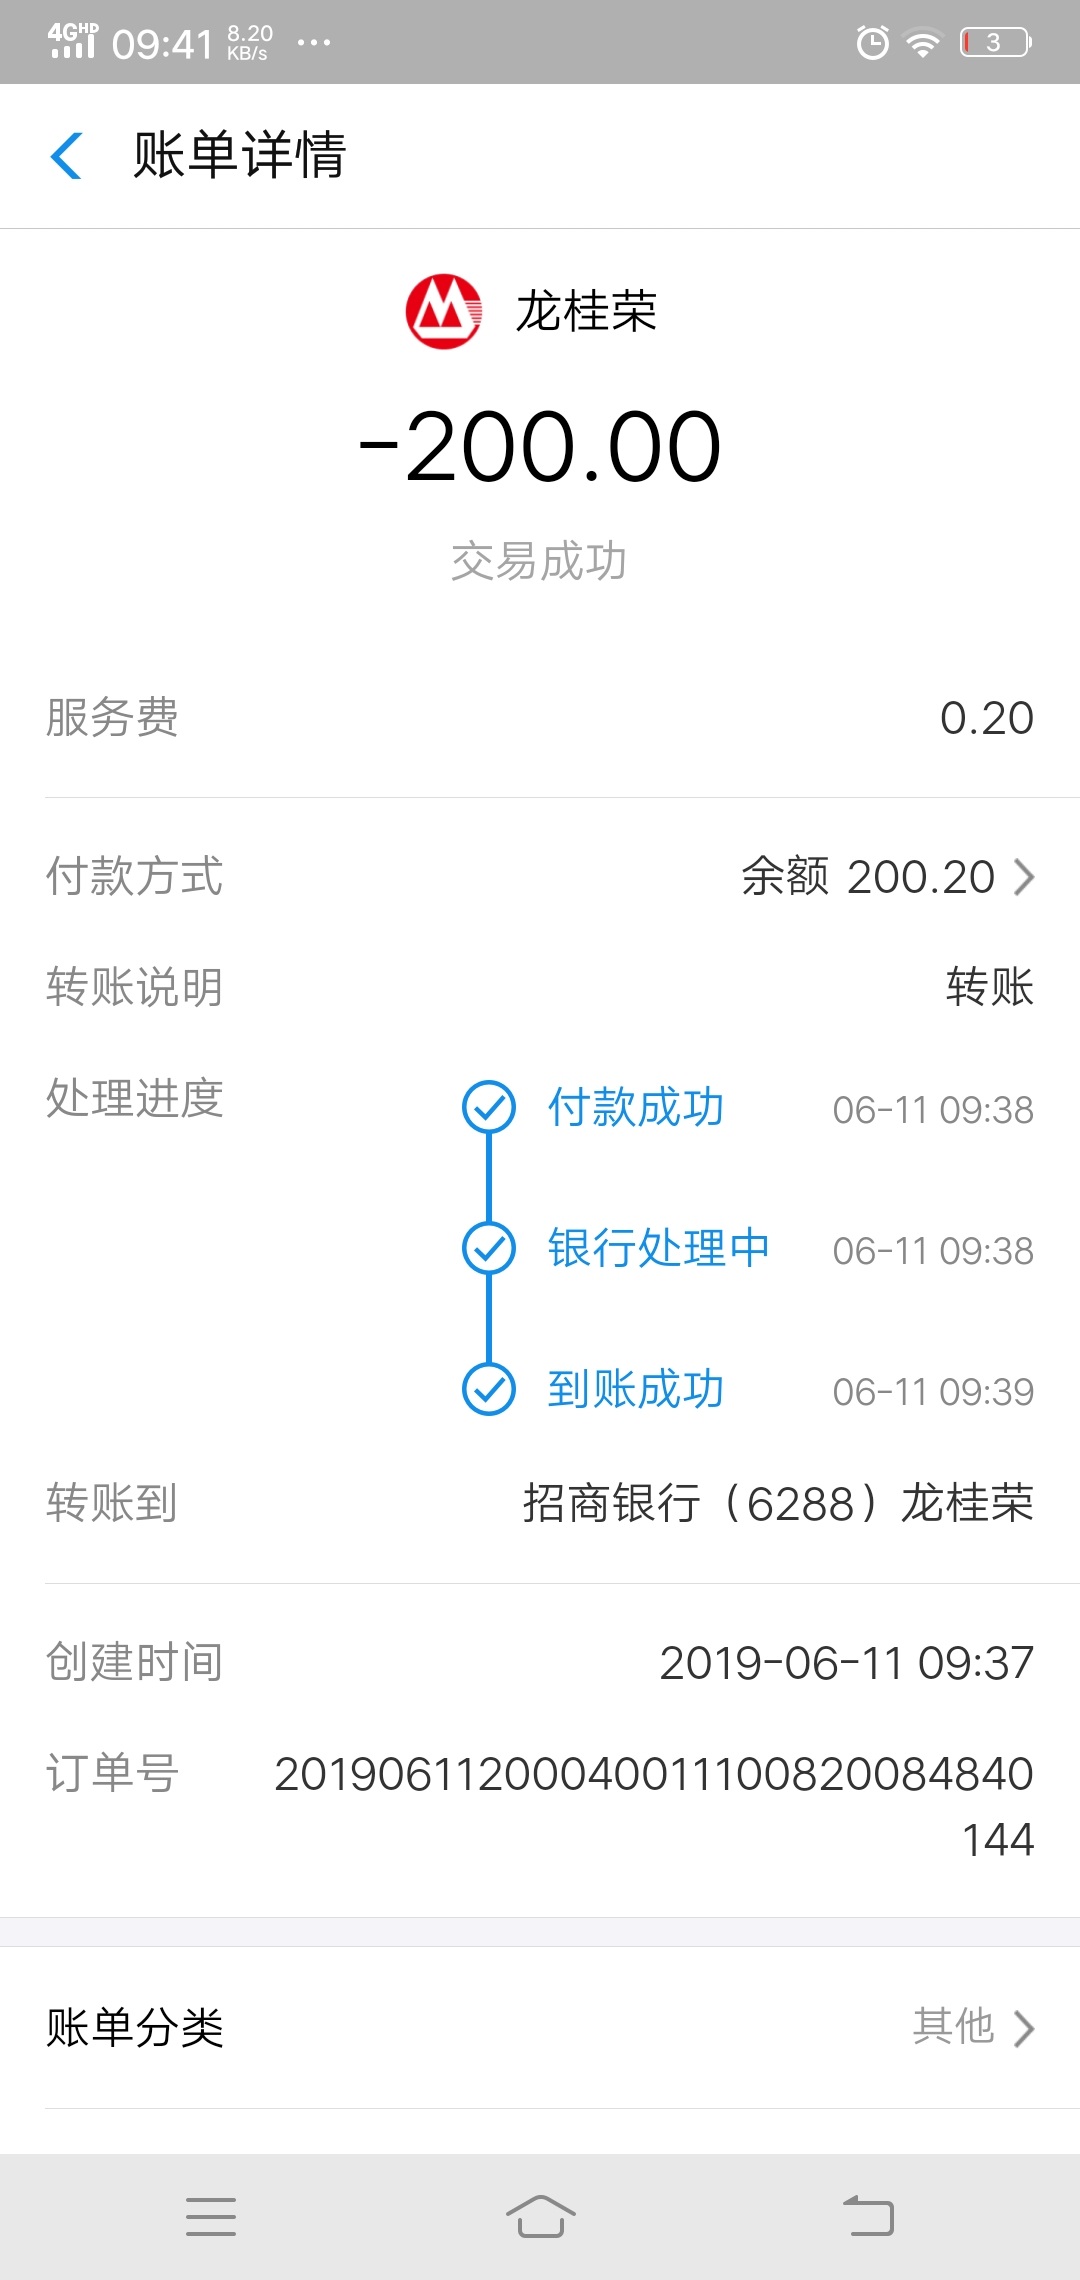 4GHD 09:41 8.20 KB/s ... 3
账单详情
龙桂荣
-200.00
交易成功
服务费 0.20
付款方式 余额 200.20
转账说明 转账
处理进度 付款成功 06-11 09:38
银行处理中 06-11 09:38
到账成功 06-11 09:39
转账到 招商银行（6288）龙桂荣
创建时间 2019-06-11 09:37
订单号 20190611200040011100820084840
144
账单分类 其他